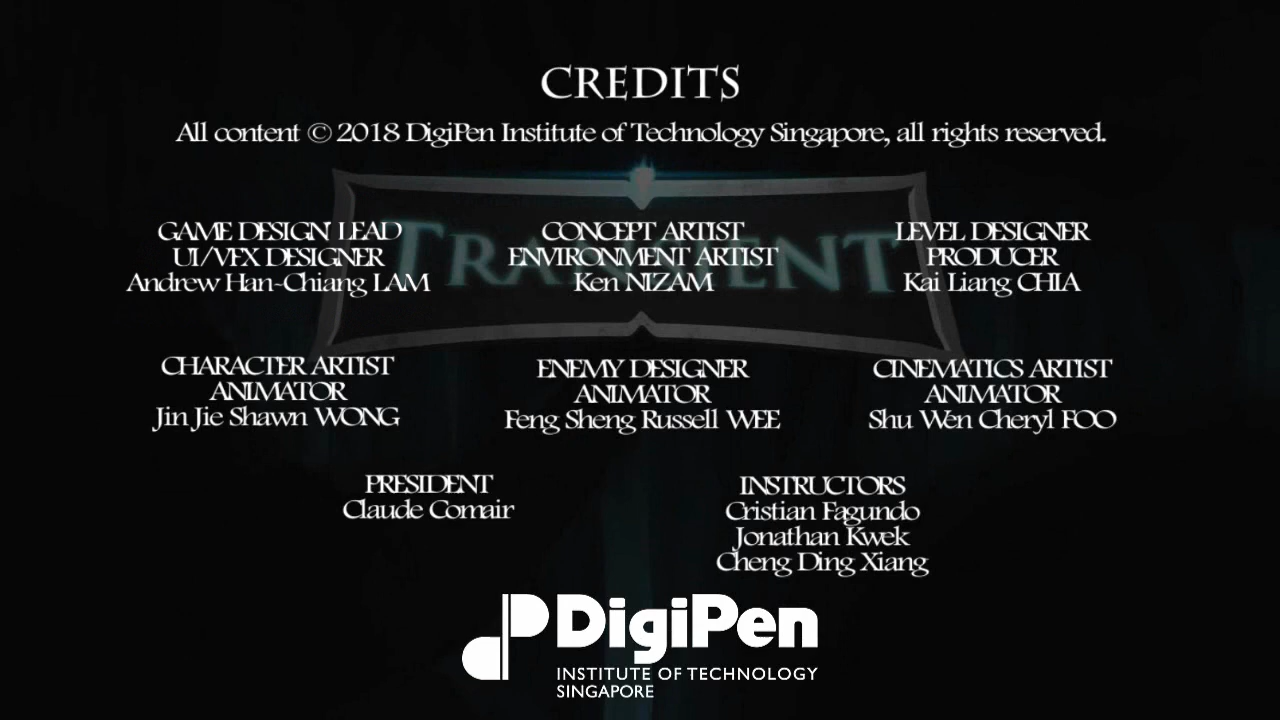 CREDITS
All content © 2018 DigiPen Institute of Technology Singapore, all rights reserved.
GAME DESIGN LEAD
UI/VFX DESIGNER
Andrew Han-Chiang LAM
CONCEPT ARTIST
ENVIRONMENT ARTIST
Ken NIZAM
LEVEL DESIGNER
PRODUCER
Kai Liang CHIA
CHARACTER ARTIST
ANIMATOR
Jin Jie Shawn WONG
ENEMY DESIGNER
ANIMATOR
Feng Sheng Russell WEE
CINEMATICS ARTIST
ANIMATOR
Shu Wen Cheryl FOO
PRESIDENT
Claude Comair
INSTRUCTORS
Cristian Fagundo
Jonathan Kwek
Cheng Ding Xiang
DigiPen
INSTITUTE OF TECHNOLOGY
SINGAPORE